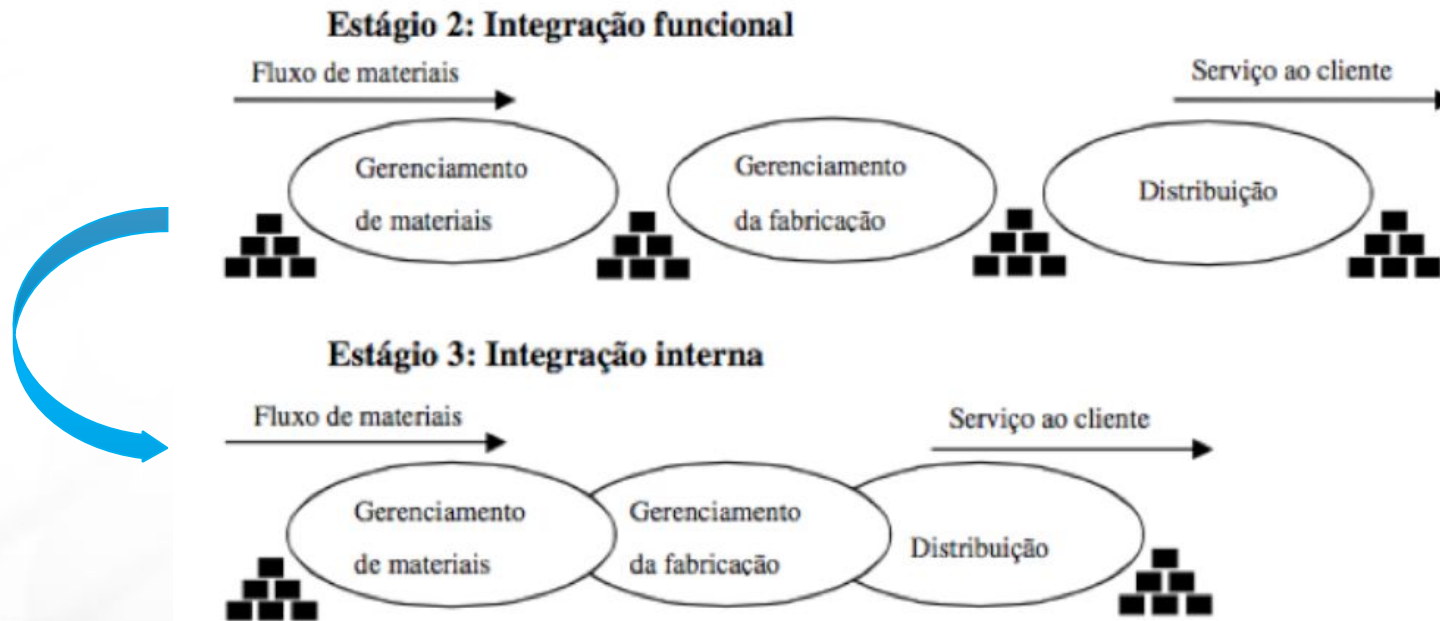 Estágio 2: Integração funcional
Fluxo de materiais
Serviço ao cliente
Gerenciamento
de materiais
Gerenciamento
da fabricação
Distribuição
Estágio 3: Integração interna
Fluxo de materiais
Serviço ao cliente
Gerenciamento
de materiais
Gerenciamento
da fabricação
Distribuição